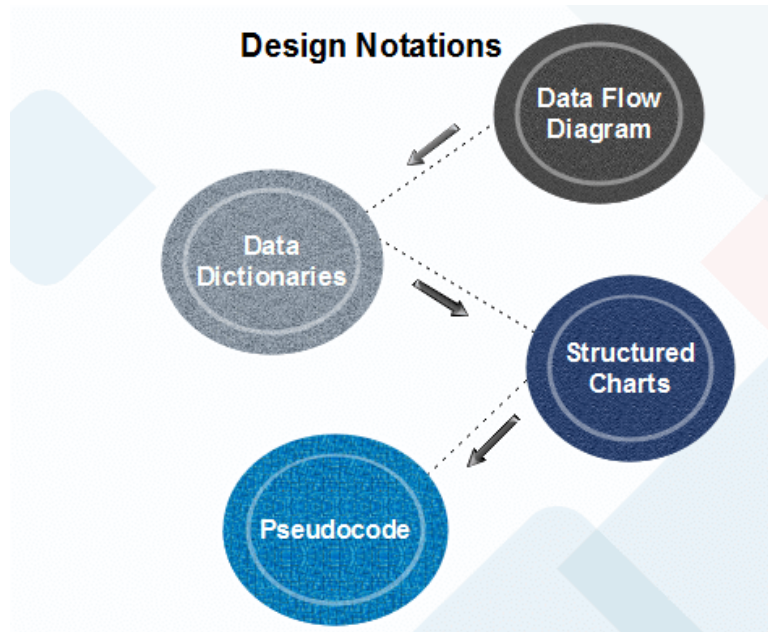 Design Notations
Data Flow
Diagram
Data
Dictionaries
Structured
Charts
Pseudocode